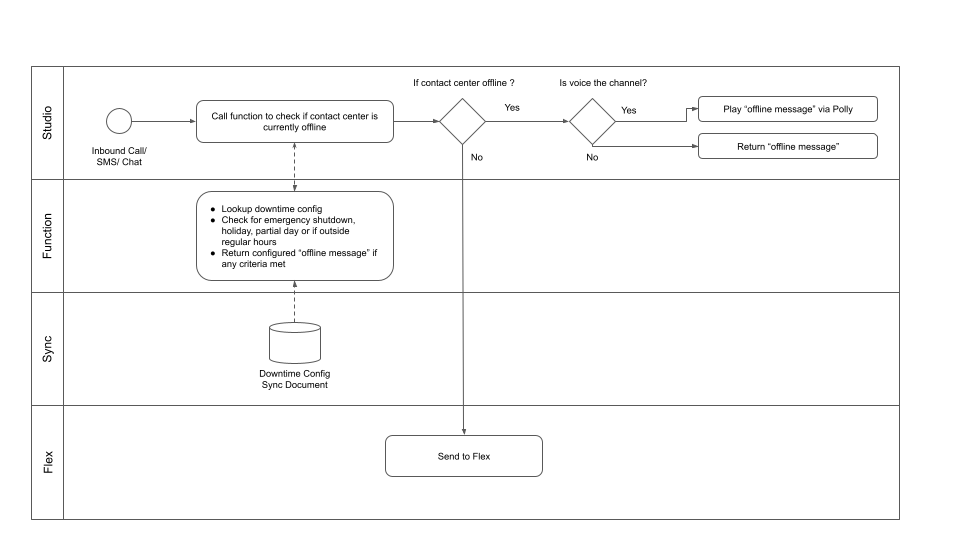 Studio
Inbound Call/
SMS/ Chat
Call function to check if contact center is
currently offline
If contact center offline ?
Yes
No
Is voice the channel?
Yes
No
Play “offline message” via Polly
Return “offline message”
Function
● Lookup downtime config
● Check for emergency shutdown,
holiday, partial day or if outside
regular hours
● Return configured “offline message” if
any criteria met
Sync
Downtime Config
Sync Document
Flex
Send to Flex